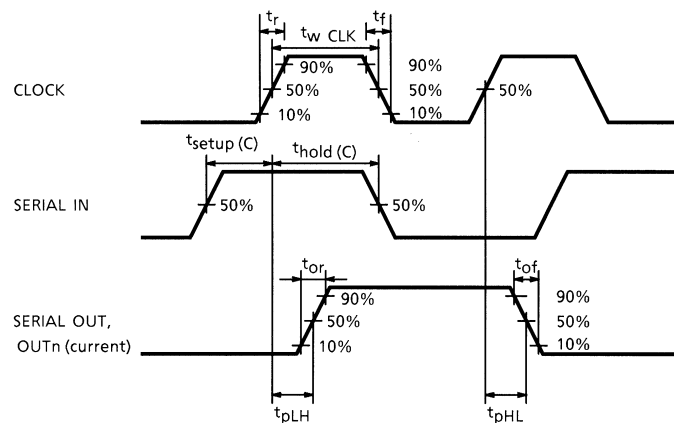 tr
tw CLK
tf
CLOCK
90%
50%
10%
90%
50%
10%
50%
tsetup (C)
thold (C)
SERIAL IN
50%
50%
tor
tof
SERIAL OUT,
OUTn (current)
90%
50%
10%
90%
50%
10%
tpLH
tpHL